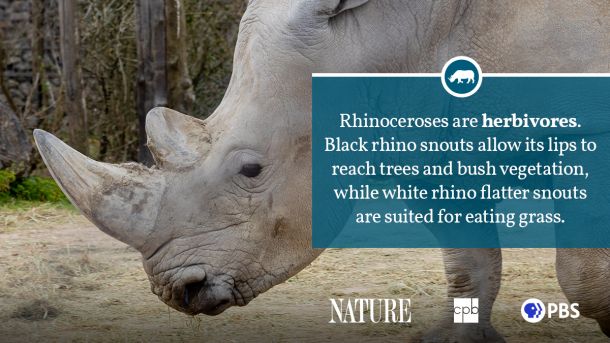 Rhinoceroses are herbivores.
Black rhino snouts allow its lips to
reach trees and bush vegetation,
while white rhino flatter snouts
are suited for eating grass.
NATURE
cpb
PBS